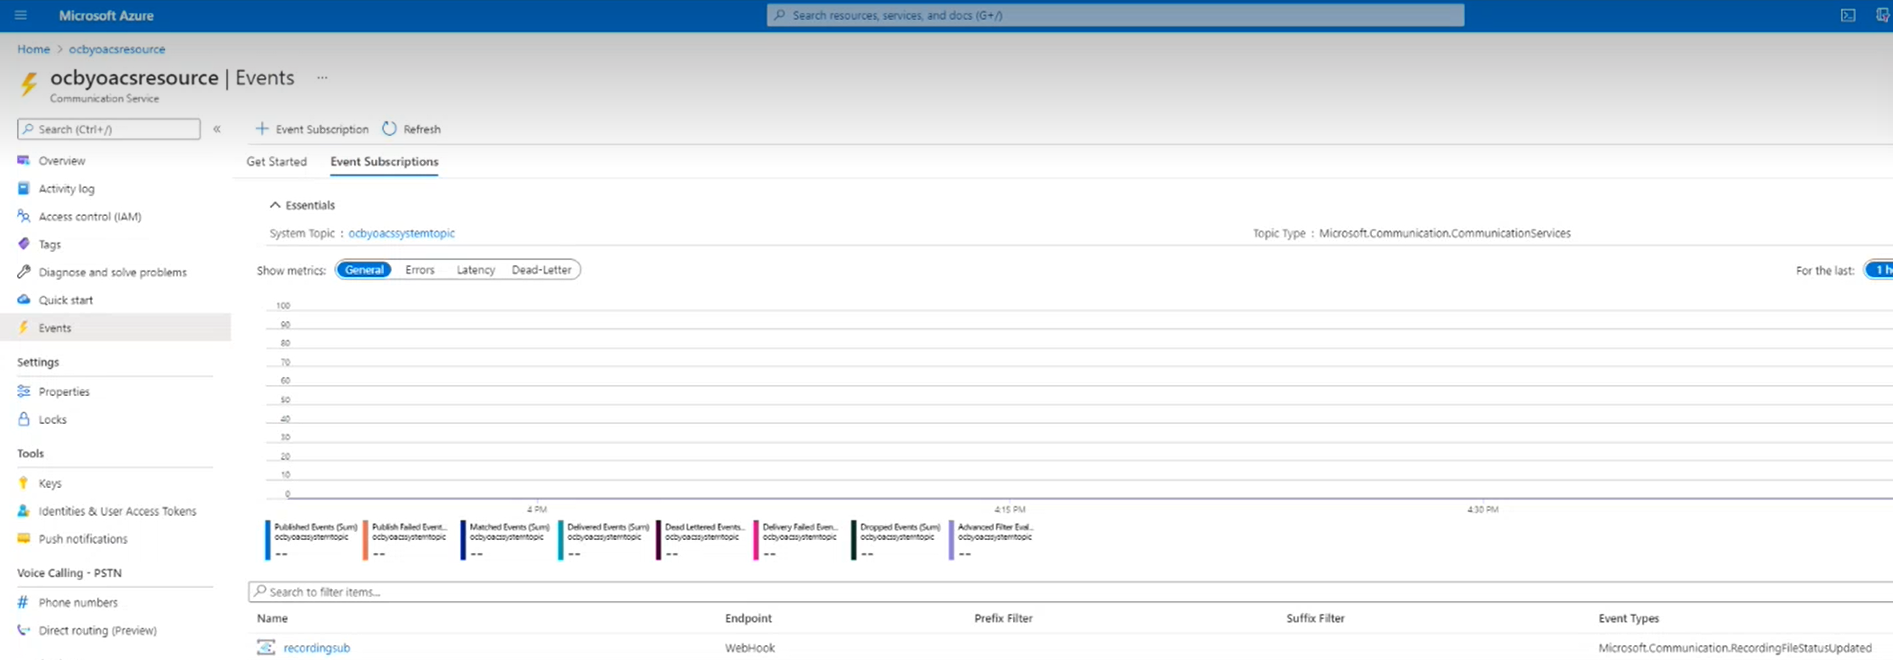 Microsoft Azure
Search resources, services, and docs (G+/)
Home > ocbyoacsresource
ocbyoacsresource | Events ...
Communication Service
Search (Ctrl+/)
«
Overview
Activity log
Access control (IAM)
Tags
Diagnose and solve problems
Quick start
Events
Settings
Properties
Locks
Tools
Keys
Identities & User Access Tokens
Push notifications
Voice Calling - PSTN
Phone numbers
Direct routing (Preview)
+ Event Subscription Refresh
Get Started Event Subscriptions
Essentials
System Topic : ocbyoacssystemtopic Topic Type : Microsoft.Communication.CommunicationServices
Show metrics: General Errors Latency Dead-Letter For the last: 1 h
100
90
80
70
60
50
40
30
20
10
0
4 PM 4:15 PM 4:30 PM
Published Events (Sum) Publish Failed Event... Matched Events (Sum) Delivered Events (Sum) Dead Lettered Events... Delivery Failed Even... Dropped Events (Sum) Advanced Filter Eval...
ocbyoacssystemtopic ocbyoacssystemtopic ocbyoacssystemtopic ocbyoacssystemtopic ocbyoacssystemtopic ocbyoacssystemtopic ocbyoacssystemtopic ocbyoacssystemtopic
-- -- -- -- -- -- -- --
Search to filter items...
Name Endpoint Prefix Filter Suffix Filter Event Types
recordingsub WebHook Microsoft.Communication.RecordingFileStatusUpdated